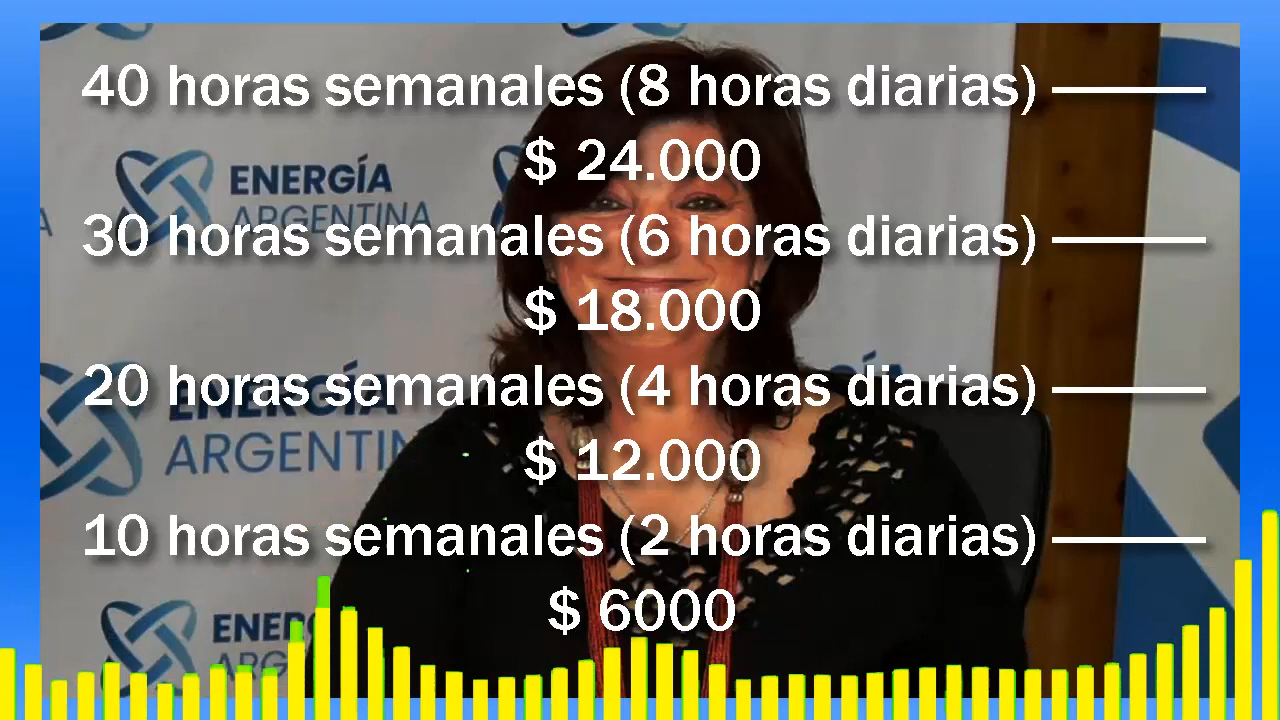 40 horas semanales (8 horas diarias) ———
$ 24.000
ENERGÍA
ARGENTINA
30 horas semanales (6 horas diarias) ———
$ 18.000
20 horas semanales (4 horas diarias) ———
ENERGÍA
ARGENTIN
$ 12.000
10 horas semanales (2 horas diarias) ———
$ 6000